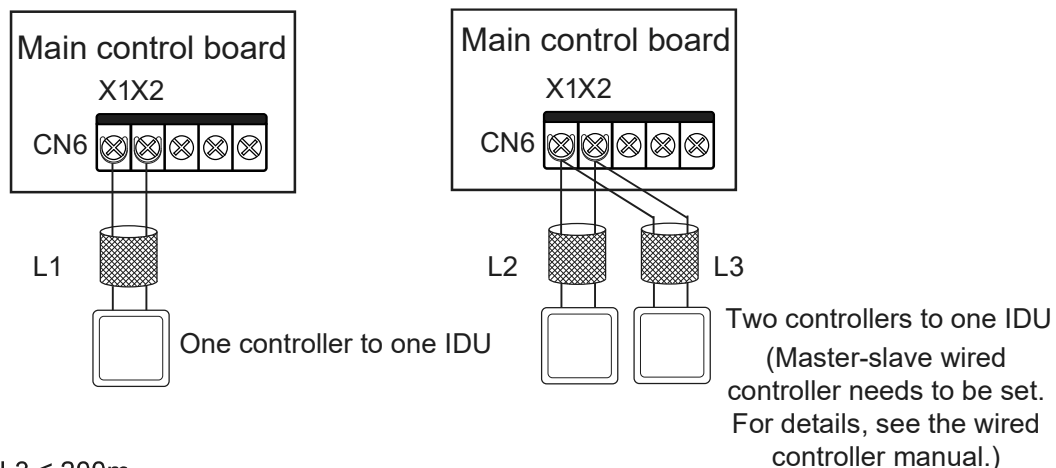 Main control board
X1X2
CN6
L1
One controller to one IDU
Main control board
X1X2
CN6
L2
L3
Two controllers to one IDU
(Master-slave wired
controller needs to be set.
For details, see the wired
controller manual.)